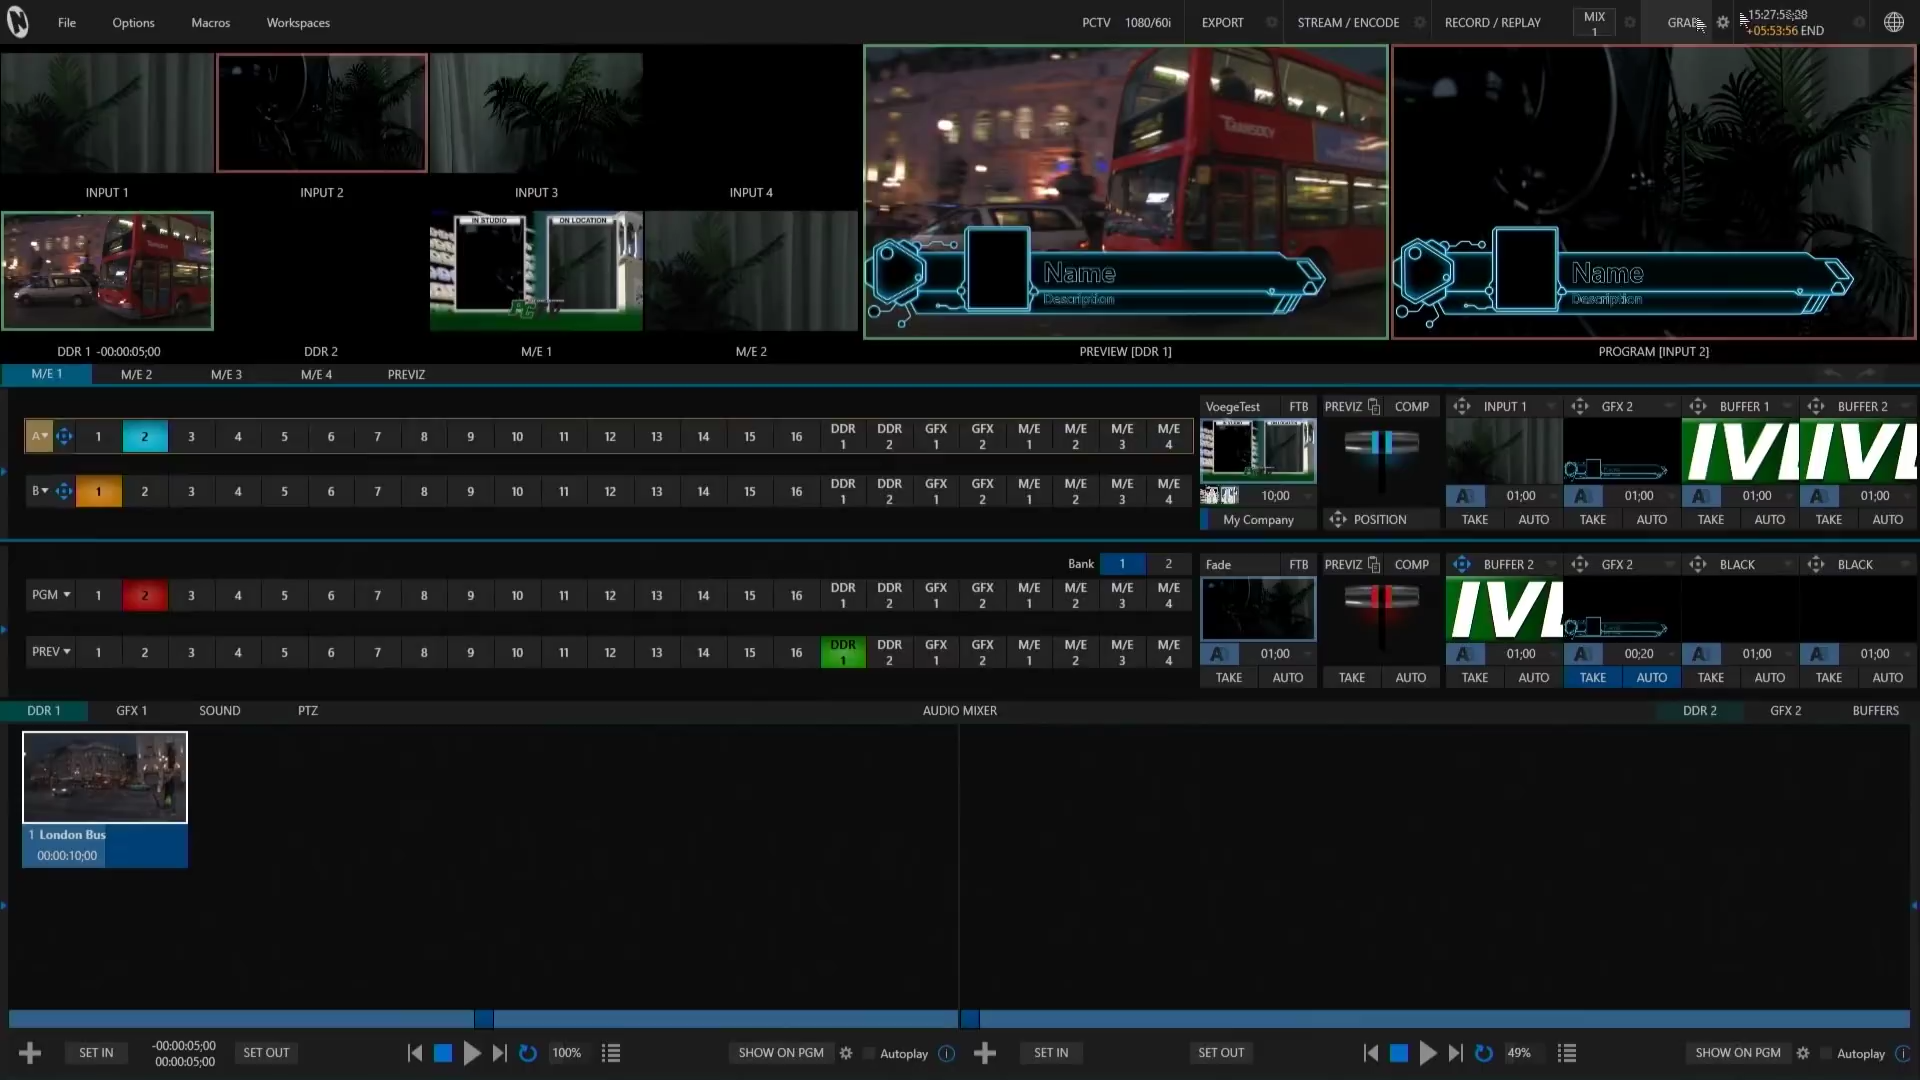 File Options Macros Workspaces PCTV 1080/60i EXPORT STREAM / ENCODE RECORD / REPLAY MIX 1
+05:53:56 END
IN STUDIO ON LOCATION
Name
Description
Name
Description
INPUT 1 INPUT 2 INPUT 3 INPUT 4
DDR 1 -00:00:05;00 DDR 2 M/E 1 M/E 2 PREVIEW [DDR 1] PROGRAM [INPUT 2]
M/E 1 M/E 2 M/E 3 M/E 4 PREVIZ
VoegeTest FTB PREVIZ COMP INPUT 1 GFX 2 BUFFER 1 BUFFER 2
A 1 2 3 4 5 6 7 8 9 10 11 12 13 14 15 16 DDR 1 DDR 2 GFX 1 GFX 2 M/E 1 M/E 2 M/E 3 M/E 4
B 1 2 3 4 5 6 7 8 9 10 11 12 13 14 15 16 DDR 1 DDR 2 GFX 1 GFX 2 M/E 1 M/E 2 M/E 3 M/E 4
10;00 01;00 01;00 01;00 01;00
My Company POSITION TAKE AUTO TAKE AUTO TAKE AUTO TAKE AUTO
Bank 1 2 Fade FTB PREVIZ COMP BUFFER 2 GFX 2 BLACK BLACK
PGM 1 2 3 4 5 6 7 8 9 10 11 12 13 14 15 16 DDR 1 DDR 2 GFX 1 GFX 2 M/E 1 M/E 2 M/E 3 M/E 4
PREV 1 2 3 4 5 6 7 8 9 10 11 12 13 14 15 16 DDR 1 DDR 2 GFX 1 GFX 2 M/E 1 M/E 2 M/E 3 M/E 4
01;00 01;00 00;20 01;00 01;00
TAKE AUTO TAKE AUTO TAKE AUTO TAKE AUTO TAKE AUTO TAKE AUTO
DDR 1 GFX 1 SOUND PTZ AUDIO MIXER DDR 2 GFX 2 BUFFERS
1 London Bus
00:00:10;00
SET IN -00:00:05;00 00:00:05;00 SET OUT 100% SHOW ON PGM Autoplay SET IN SET OUT 49% SHOW ON PGM Autoplay